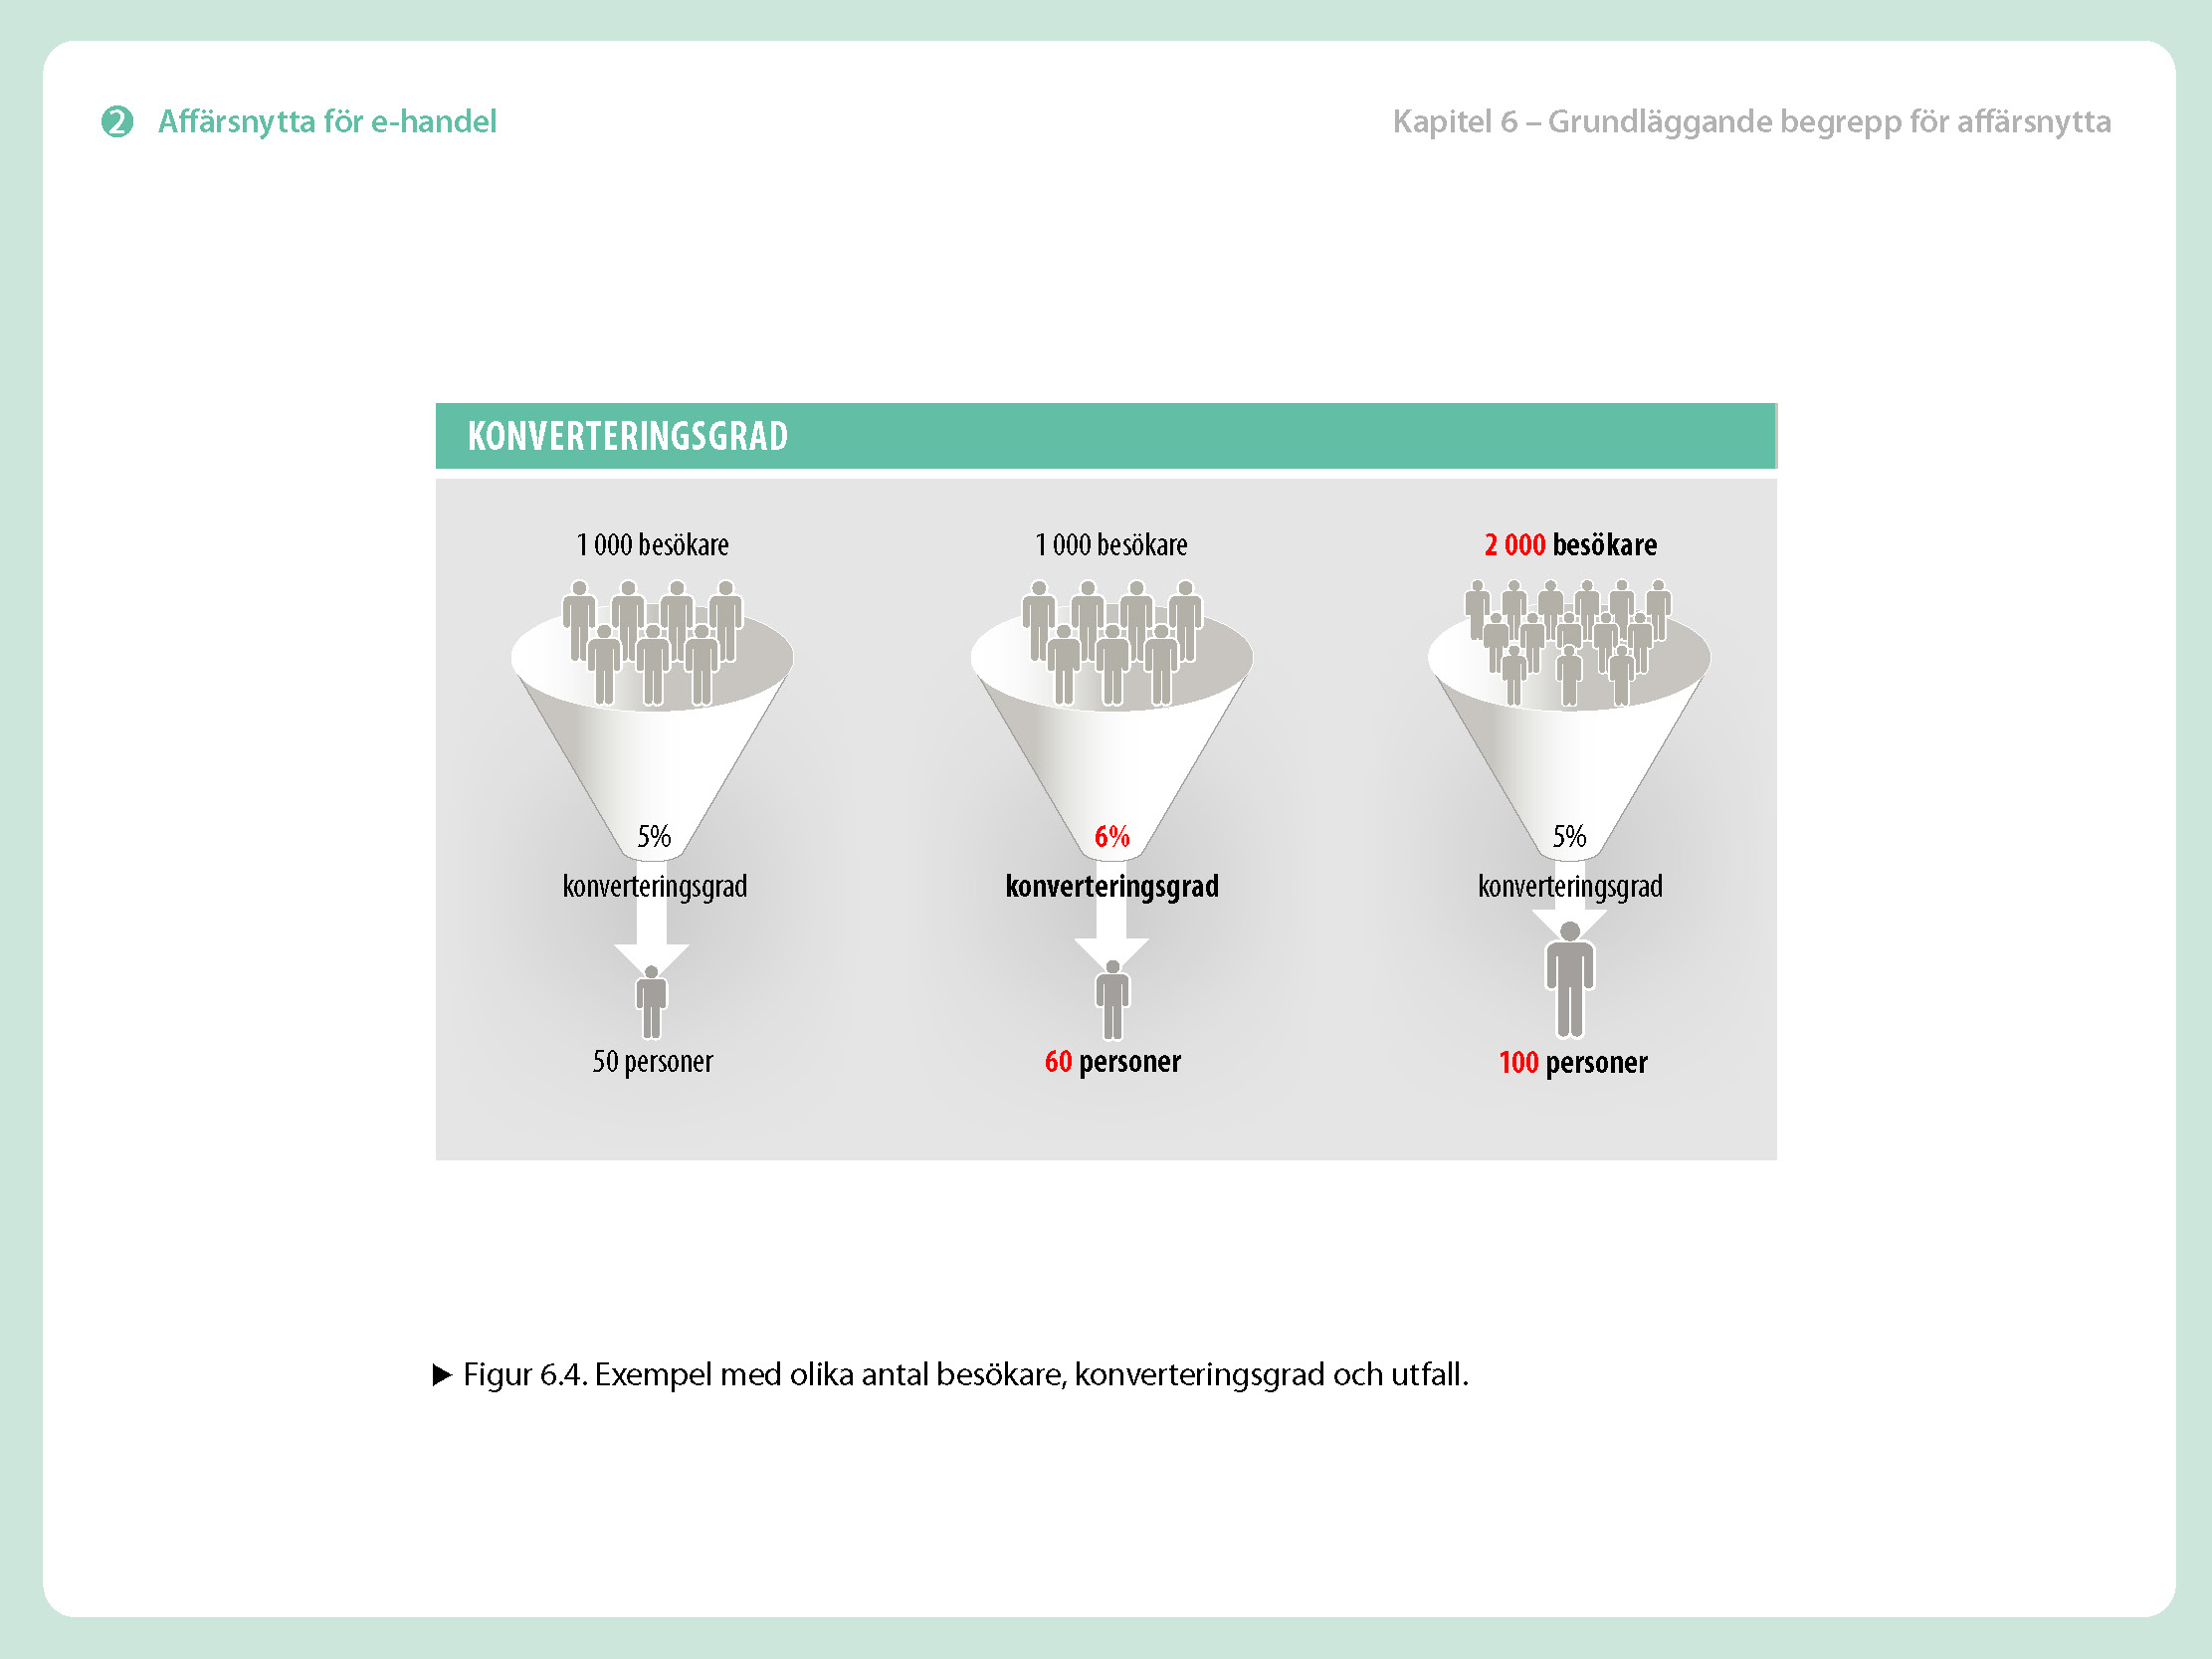 2 Affärsnytta för e-handel
Kapitel 6 – Grundläggande begrepp för affärsnytta
KONVERTERINGSGRAD
1 000 besökare
5%
konverteringsgrad
50 personer
1 000 besökare
6%
konverteringsgrad
60 personer
2 000 besökare
5%
konverteringsgrad
100 personer
▶ Figur 6.4. Exempel med olika antal besökare, konverteringsgrad och utfall.